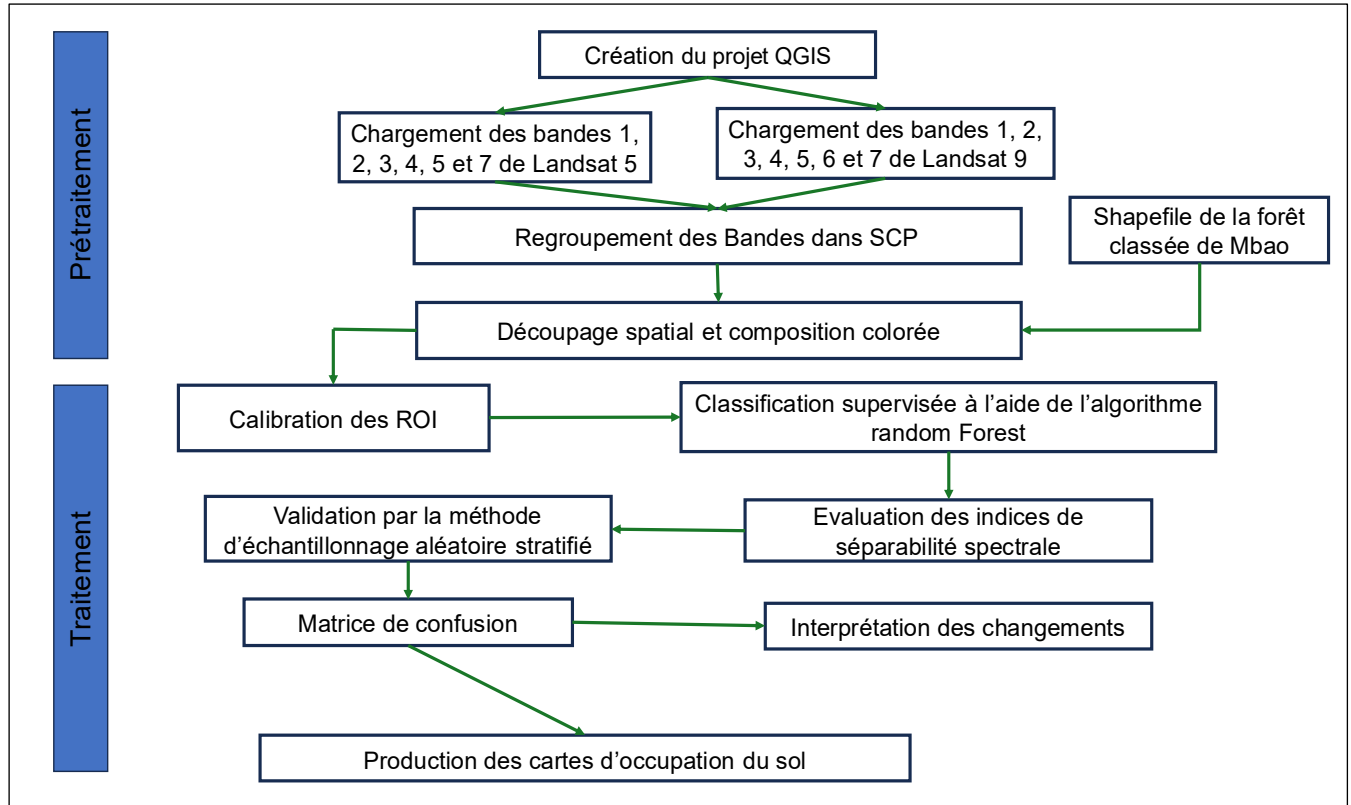 Prétraitement
Création du projet QGIS
Chargement des bandes 1,
2, 3, 4, 5 et 7 de Landsat 5
Chargement des bandes 1, 2,
3, 4, 5, 6 et 7 de Landsat 9
Regroupement des Bandes dans SCP
Shapefile de la forêt
classée de Mbao
Découpage spatial et composition colorée
Traitement
Calibration des ROI
Classification supervisée à l’aide de l’algorithme
random Forest
Validation par la méthode
d’échantillonnage aléatoire stratifié
Evaluation des indices de
séparabilité spectrale
Matrice de confusion
Interprétation des changements
Production des cartes d’occupation du sol